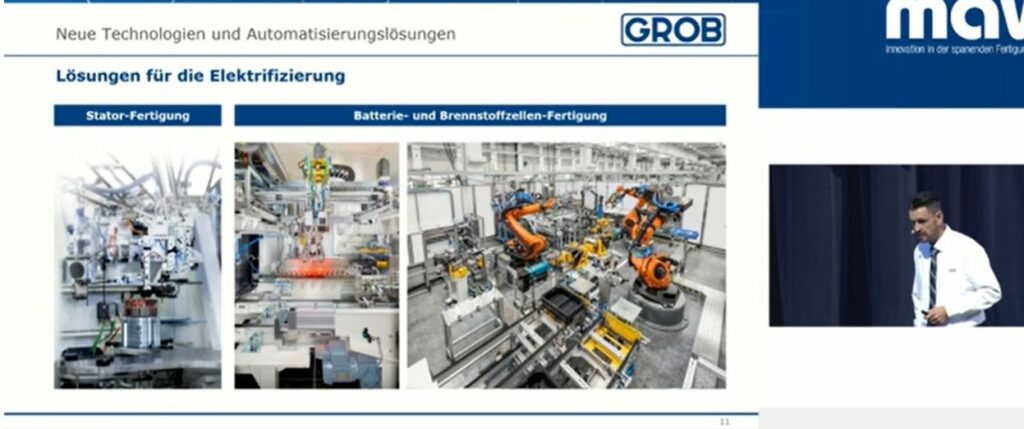 Neue Technologien und Automatisierungslösungen
GROB
Lösungen für die Elektrifizierung
Stator-Fertigung
Batterie- und Brennstoffzellen-Fertigung
11
mav
Innovation in der spanenden Fertigung